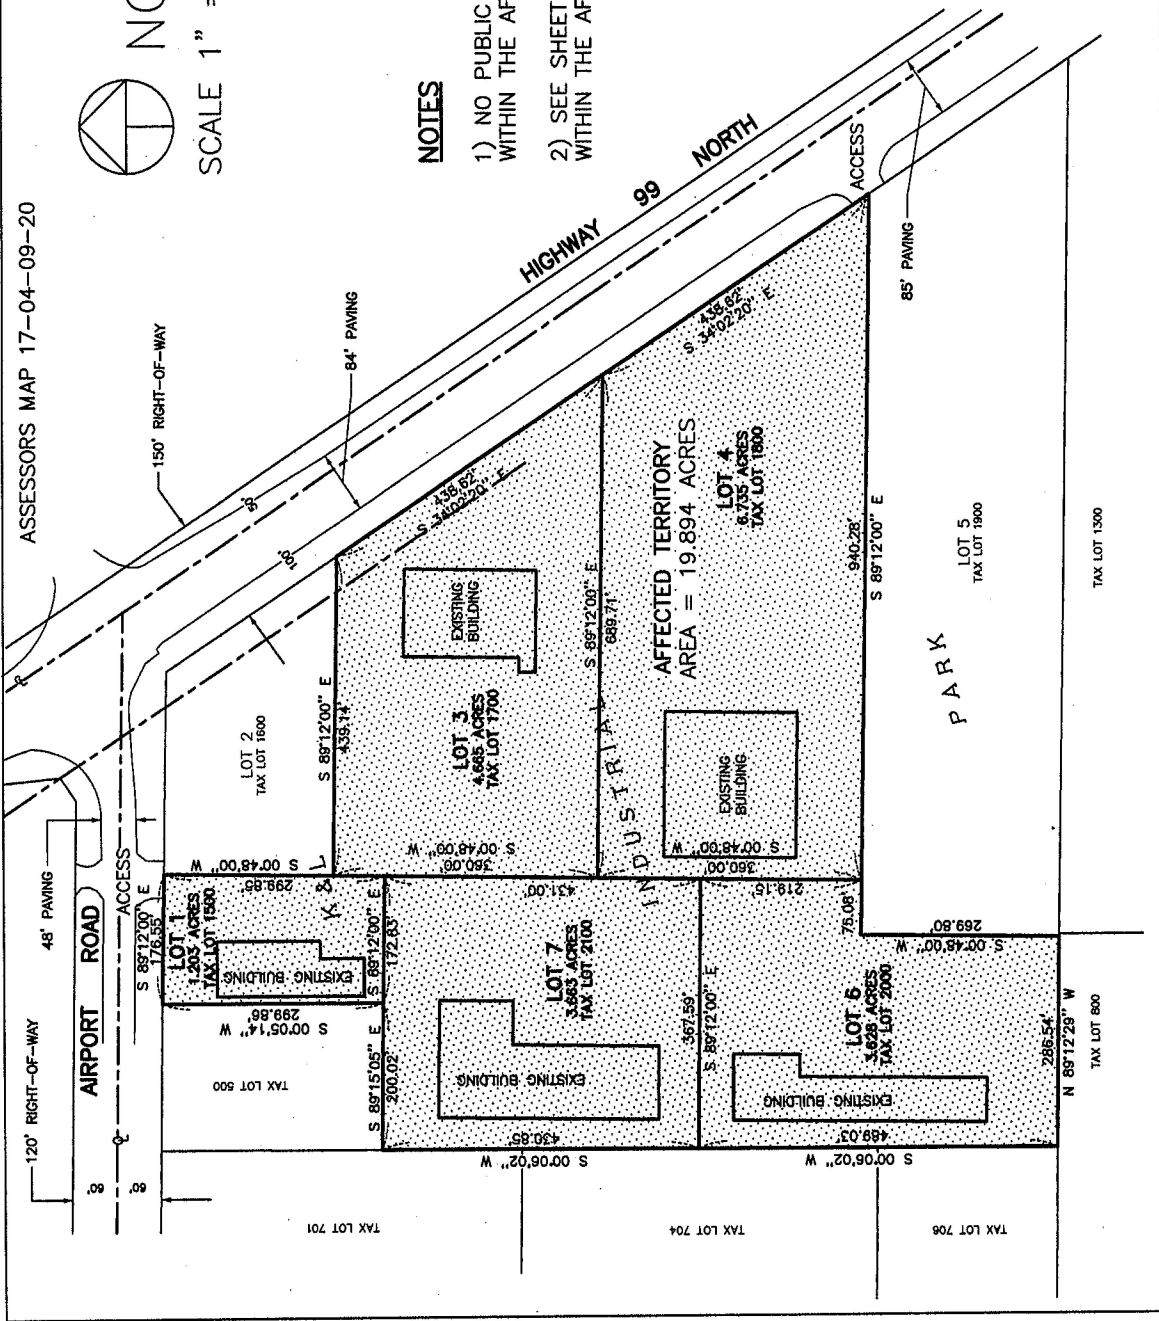 ASSESSORS MAP 17-04-09-20
NO
SCALE 1" =
NOTES
1) NO PUBLIC
WITHIN THE AF
2) SEE SHEET
WITHIN THE AF
150' RIGHT-OF-WAY
84' PAVING
HIGHWAY 99 NORTH
ACCESS
85' PAVING
50'
100'
120' RIGHT-OF-WAY
48' PAVING
AIRPORT ROAD
ACCESS
60'
60'
S 89°12'00" E
176.55'
LOT 1
1.203 ACRES
TAX LOT 1500
EXISTING BUILDING
S 00°48'00" W
299.85'
299.86'
S 00°05'14" W
S 89°12'00" E
172.63'
TAX LOT 500
LOT 2
TAX LOT 1600
S 89°12'00" E
439.14'
438.62'
S 34°02'20" E
LOT 3
4.665 ACRES
TAX LOT 1700
EXISTING
BUILDING
S 00°48'00" W
360.00'
S 89°12'00" E
689.71'
438.62'
S 34°02'20" E
AFFECTED TERRITORY
AREA = 19.894 ACRES
LOT 4
6.735 ACRES
TAX LOT 1800
EXISTING
BUILDING
S 00°48'00" W
360.00'
940.28'
S 89°12'00" E
LOT 5
TAX LOT 1900
TAX LOT 1300
INDUSTRIAL
PARK
S 89°15'05" E
200.02'
431.00'
LOT 7
3.663 ACRES
TAX LOT 2100
EXISTING BUILDING
430.85'
S 00°06'02" W
367.59'
S 89°12'00" E
219.15'
75.08'
269.80'
S 00°48'00" W
LOT 6
3.628 ACRES
TAX LOT 2000
EXISTING BUILDING
489.03'
S 00°06'02" W
286.54'
N 89°12'29" W
TAX LOT 800
TAX LOT 701
TAX LOT 704
TAX LOT 706